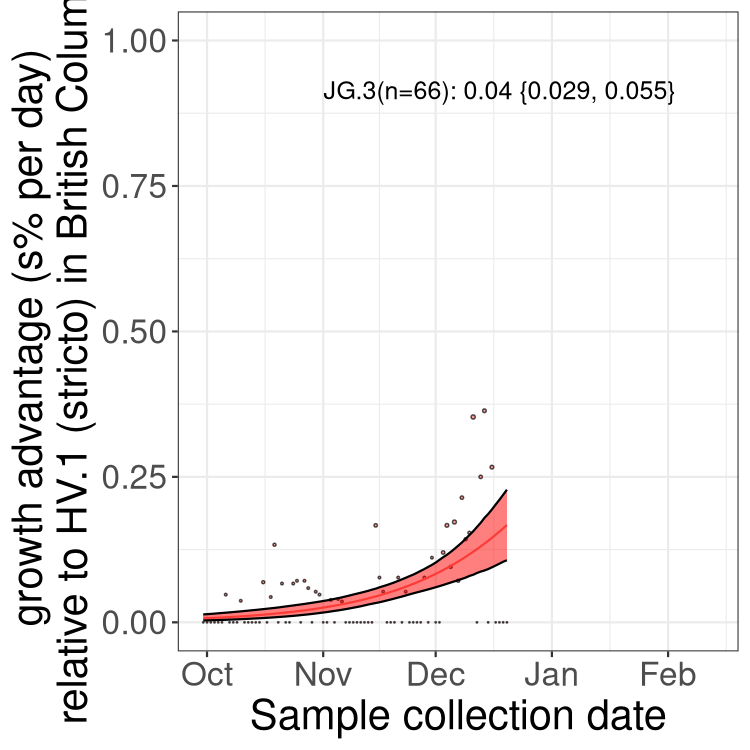 growth advantage (s% per day)
relative to HV.1 (stricto) in British Colum
1.00
0.75
0.50
0.25
0.00
JG.3(n=66): 0.04 {0.029, 0.055}
Oct Nov Dec Jan Feb
Sample collection date